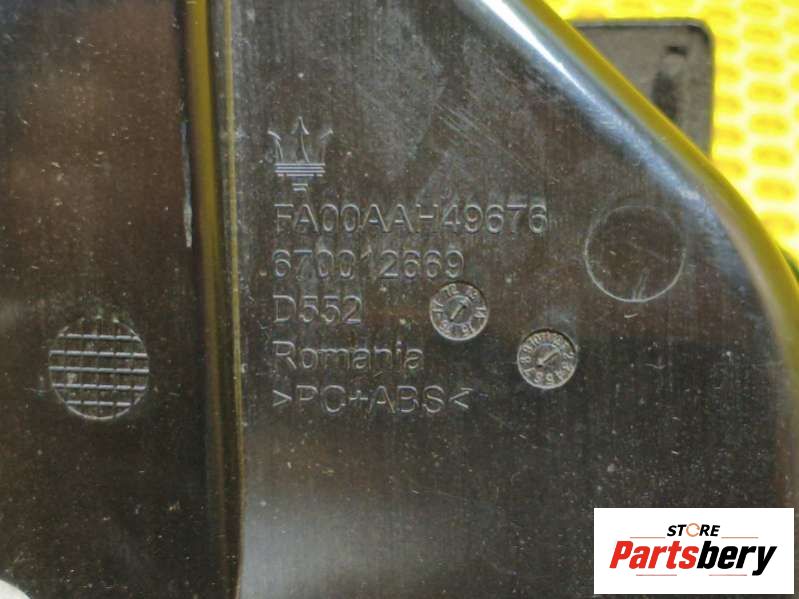 FA00AAH49676
670012669
D552
Romania
>PC+ABS<
STORE
Partsbery